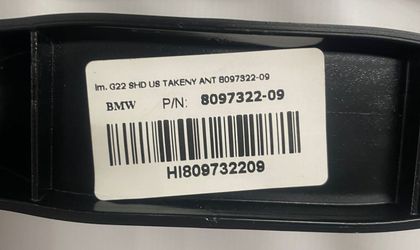 Im. G22 SHD US TAKENY ANT 8097322-09
BMW P/N: 8097322-09
HI809732209